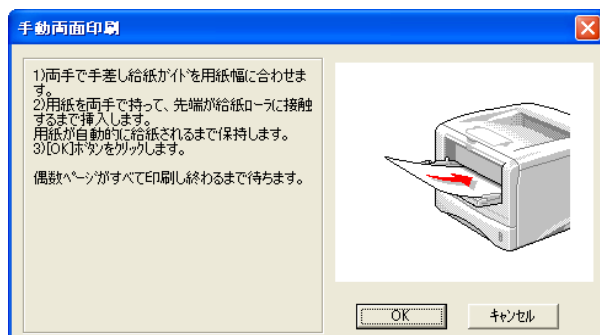 手動両面印刷
1)両手で手差し給紙ガイドを用紙幅に合わせま
す。
2)用紙を両手で持って、先端が給紙ローラに接触
するまで挿入します。
用紙が自動的に給紙されるまで保持します。
3)[OK]ボタンをクリックします。
偶数ページがすべて印刷し終わるまで待ちます。
OK
キャンセル